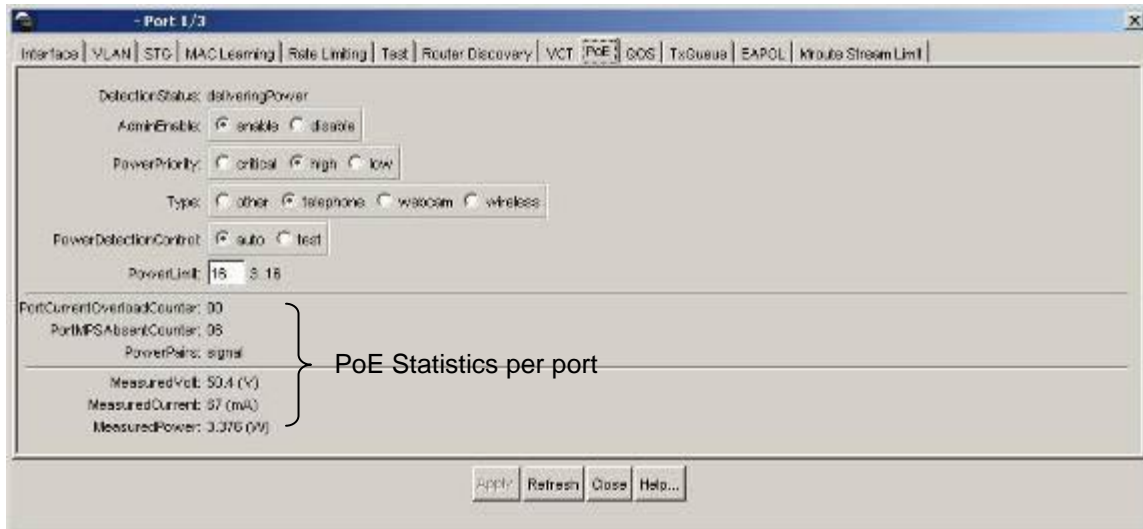 - Port 1/3
Interface VLAN STG MAC Learning Rate Limiting Test Router Discovery VCT PoE QOS TxQueue EAPOL Mroute Stream Limit
DetectionStatus: deliveringPower
AdminEnable: enable disable
PowerPriority: critical high low
Type: other telephone webcam wireless
PowerDetectionControl: auto test
PowerLimit: 16 3..16
PortCurrentOverloadCounter: 00
PortMPSAbsentCounter: 06
PowerPairs: signal
PoE Statistics per port
MeasuredVolt: 50.4 (V)
MeasuredCurrent: 67 (mA)
MeasuredPower: 3.376 (W)
Apply Refresh Close Help...